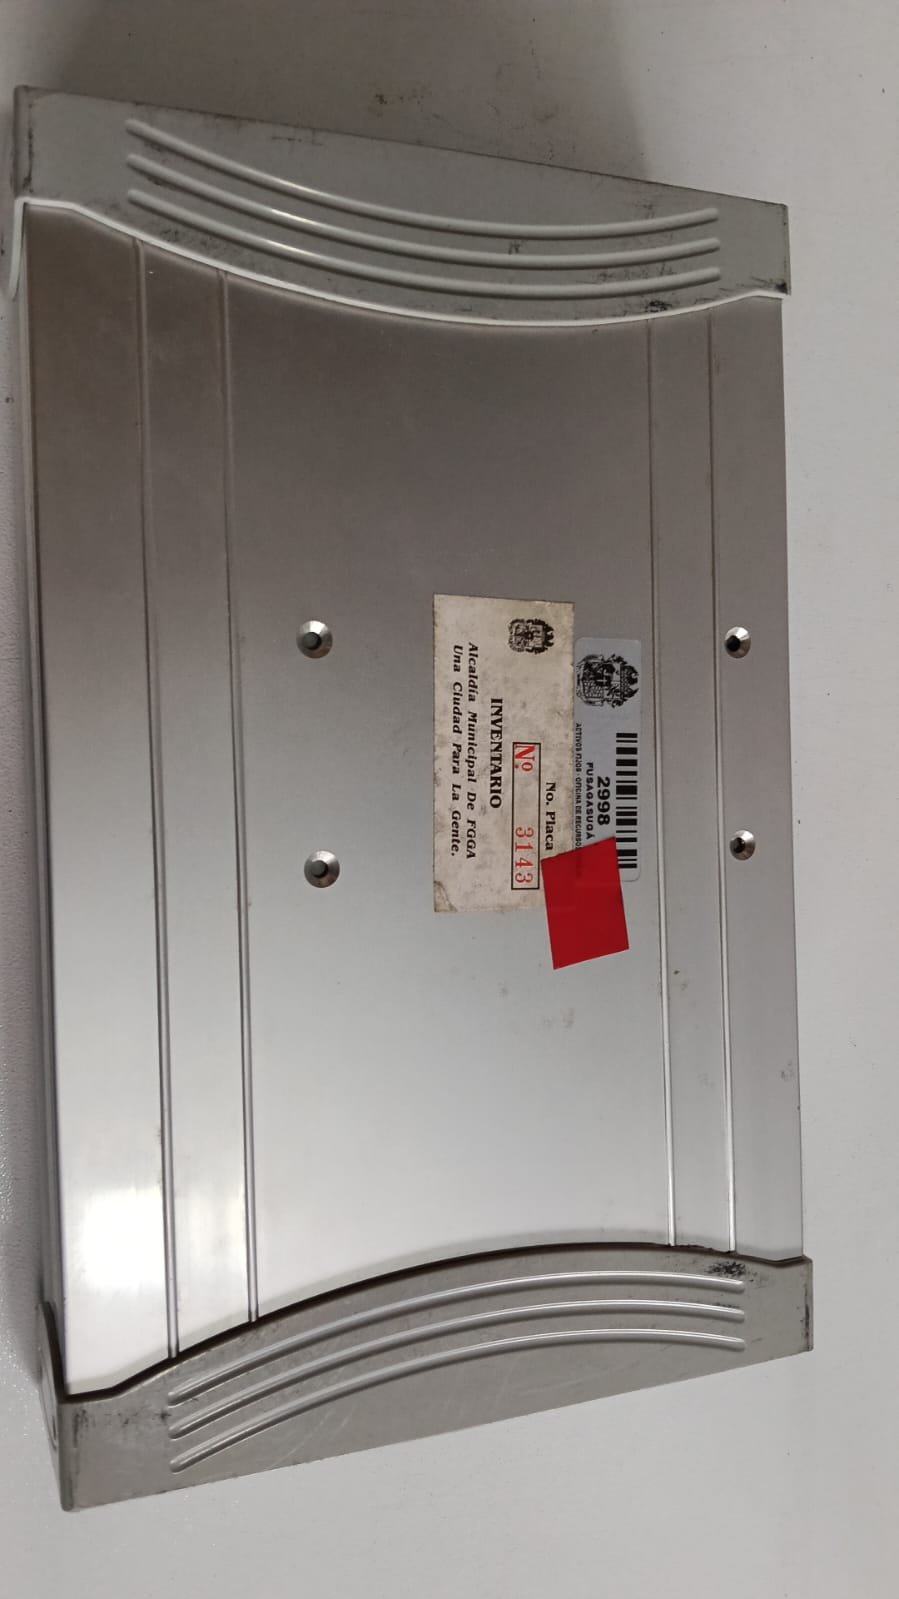 No. Placa
Nº 3143
INVENTARIO
Alcaldía Municipal De FGGA
Una Ciudad Para La Gente.
2998
FUSAGASUGÁ
ACTIVOS FIJOS - OFICINA DE RECURSOS